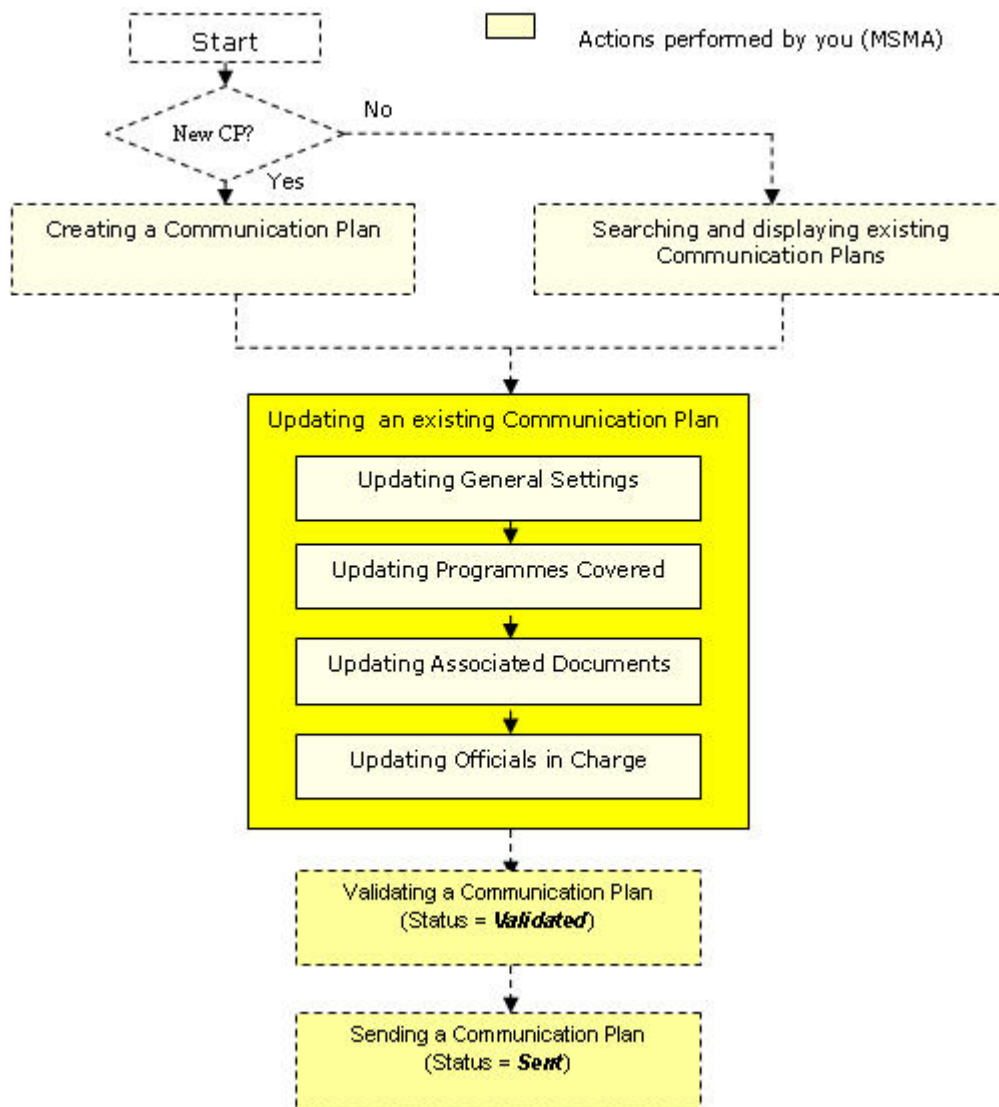 Start
Actions performed by you (MSMA)
No
New CP?
Yes
Creating a Communication Plan
Searching and displaying existing
Communication Plans
Updating an existing Communication Plan
Updating General Settings
Updating Programmes Covered
Updating Associated Documents
Updating Officials in Charge
Validating a Communication Plan
(Status = Validated)
Sending a Communication Plan
(Status = Sent)